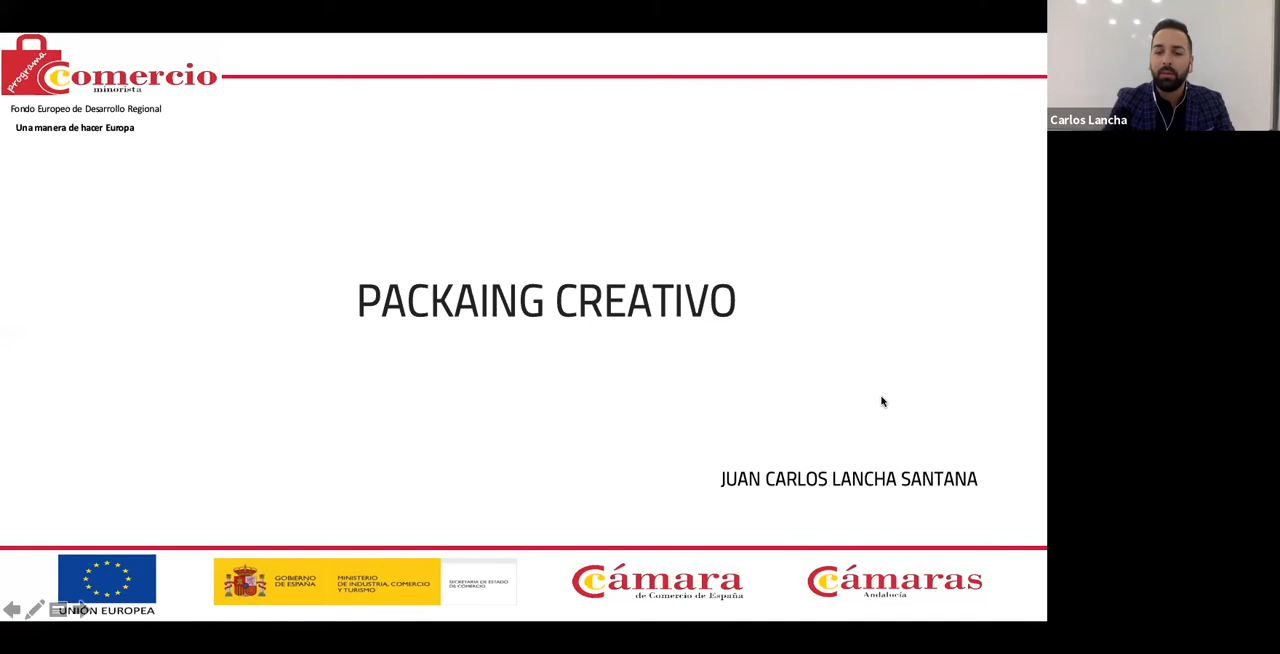 programa
comercio
minorista
Fondo Europeo de Desarrollo Regional
Una manera de hacer Europa
Carlos Lancha
PACKAING CREATIVO
JUAN CARLOS LANCHA SANTANA
UNIÓN EUROPEA
GOBIERNO
DE ESPAÑA
MINISTERIO
DE INDUSTRIA, COMERCIO
Y TURISMO
SECRETARÍA DE ESTADO
DE COMERCIO
Cámara
de Comercio de España
Cámaras
Andalucía